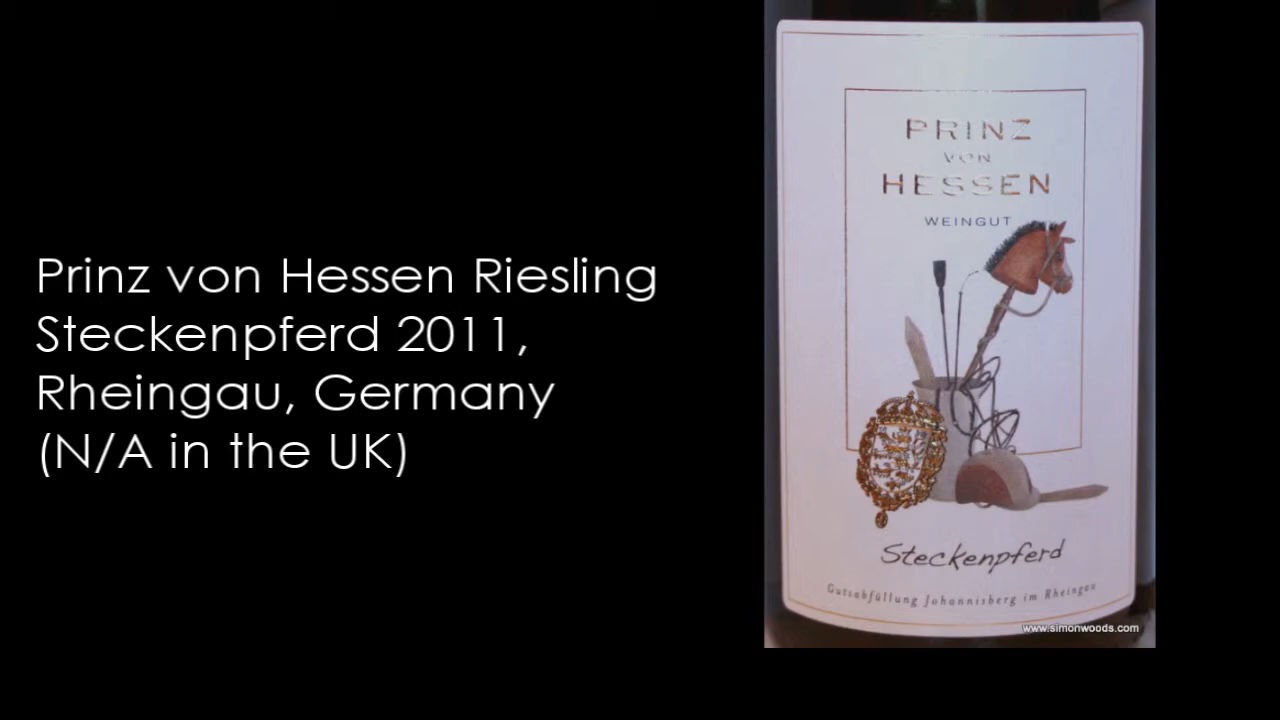 Prinz von Hessen Riesling
Steckenpferd 2011,
Rheingau, Germany
(N/A in the UK)
PRINZ
VON
HESSEN
WEINGUT
Steckenpferd
Gutsabfüllung Johannisberg im Rheingau
www.simonwoods.com